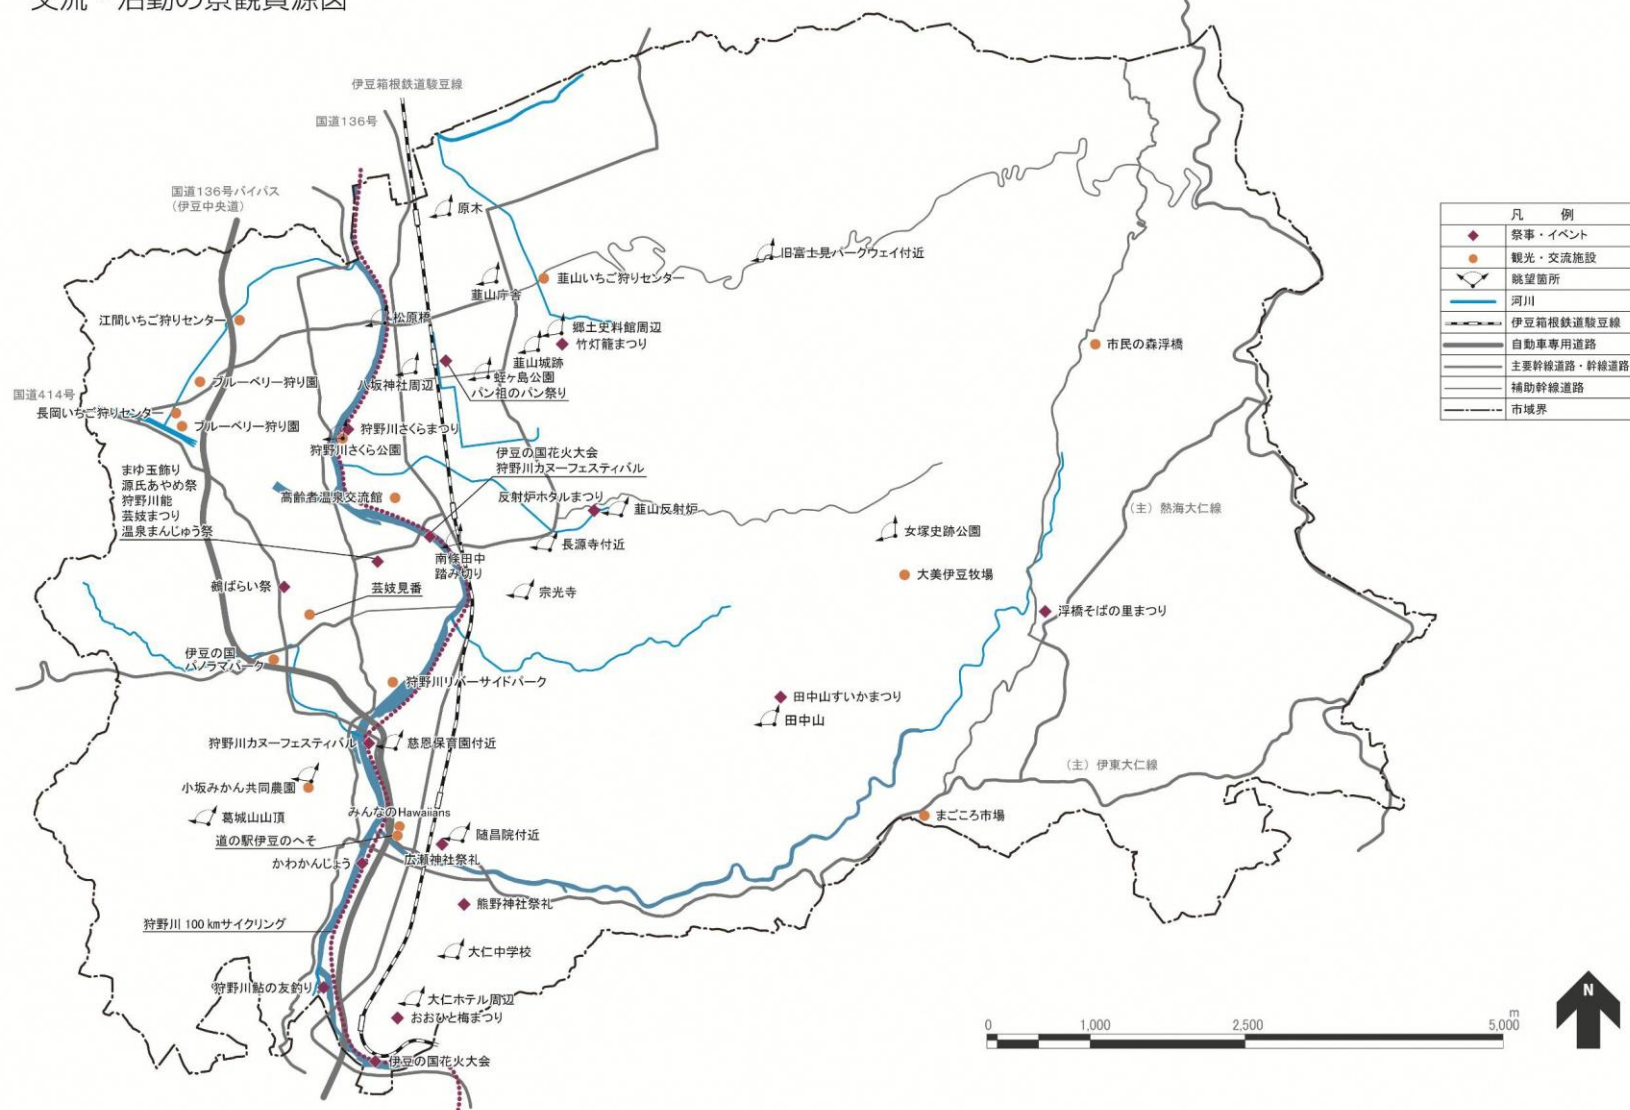 交流・活動の景観資源図
伊豆箱根鉄道駿豆線
国道136号
国道136号バイパス
（伊豆中央道）
原木
旧富士見パークウェイ付近
韮山いちご狩りセンター
韮山庁舎
江間いちご狩りセンター
松原橋
郷土史料館周辺
竹灯籠まつり
韮山城跡
市民の森浮橋
蛭ヶ島公園
八坂神社周辺
パン祖のパン祭り
ブルーベリー狩り園
国道414号
長岡いちご狩りセンター
ブルーベリー狩り園
狩野川さくらまつり
狩野川さくら公園
伊豆の国花火大会
狩野川カヌーフェスティバル
まゆ玉飾り
源氏あやめ祭
狩野川能
芸妓まつり
温泉まんじゅう祭
高齢者温泉交流館
反射炉ホタルまつり
韮山反射炉
（主）熱海大仁線
女塚史跡公園
長源寺付近
南條田中
踏み切り
大美伊豆牧場
鵺ばらい祭
芸妓見番
宗光寺
浮橋そばの里まつり
伊豆の国
パノラマパーク
狩野川リバーサイドパーク
田中山すいかまつり
田中山
狩野川カヌーフェスティバル
慈恩保育園付近
（主）伊東大仁線
小坂みかん共同農園
葛城山山頂
みんなのHawaiians
まごころ市場
道の駅伊豆のへそ
随昌院付近
かわかんじょう
広瀬神社祭礼
熊野神社祭礼
狩野川 100 kmサイクリング
大仁中学校
狩野川鮎の友釣り
大仁ホテル周辺
おおひと梅まつり
伊豆の国花火大会
凡 例
祭事・イベント
観光・交流施設
眺望箇所
河川
伊豆箱根鉄道駿豆線
自動車専用道路
主要幹線道路・幹線道路
補助幹線道路
市域界
N
m
0 1,000 2,500 5,000